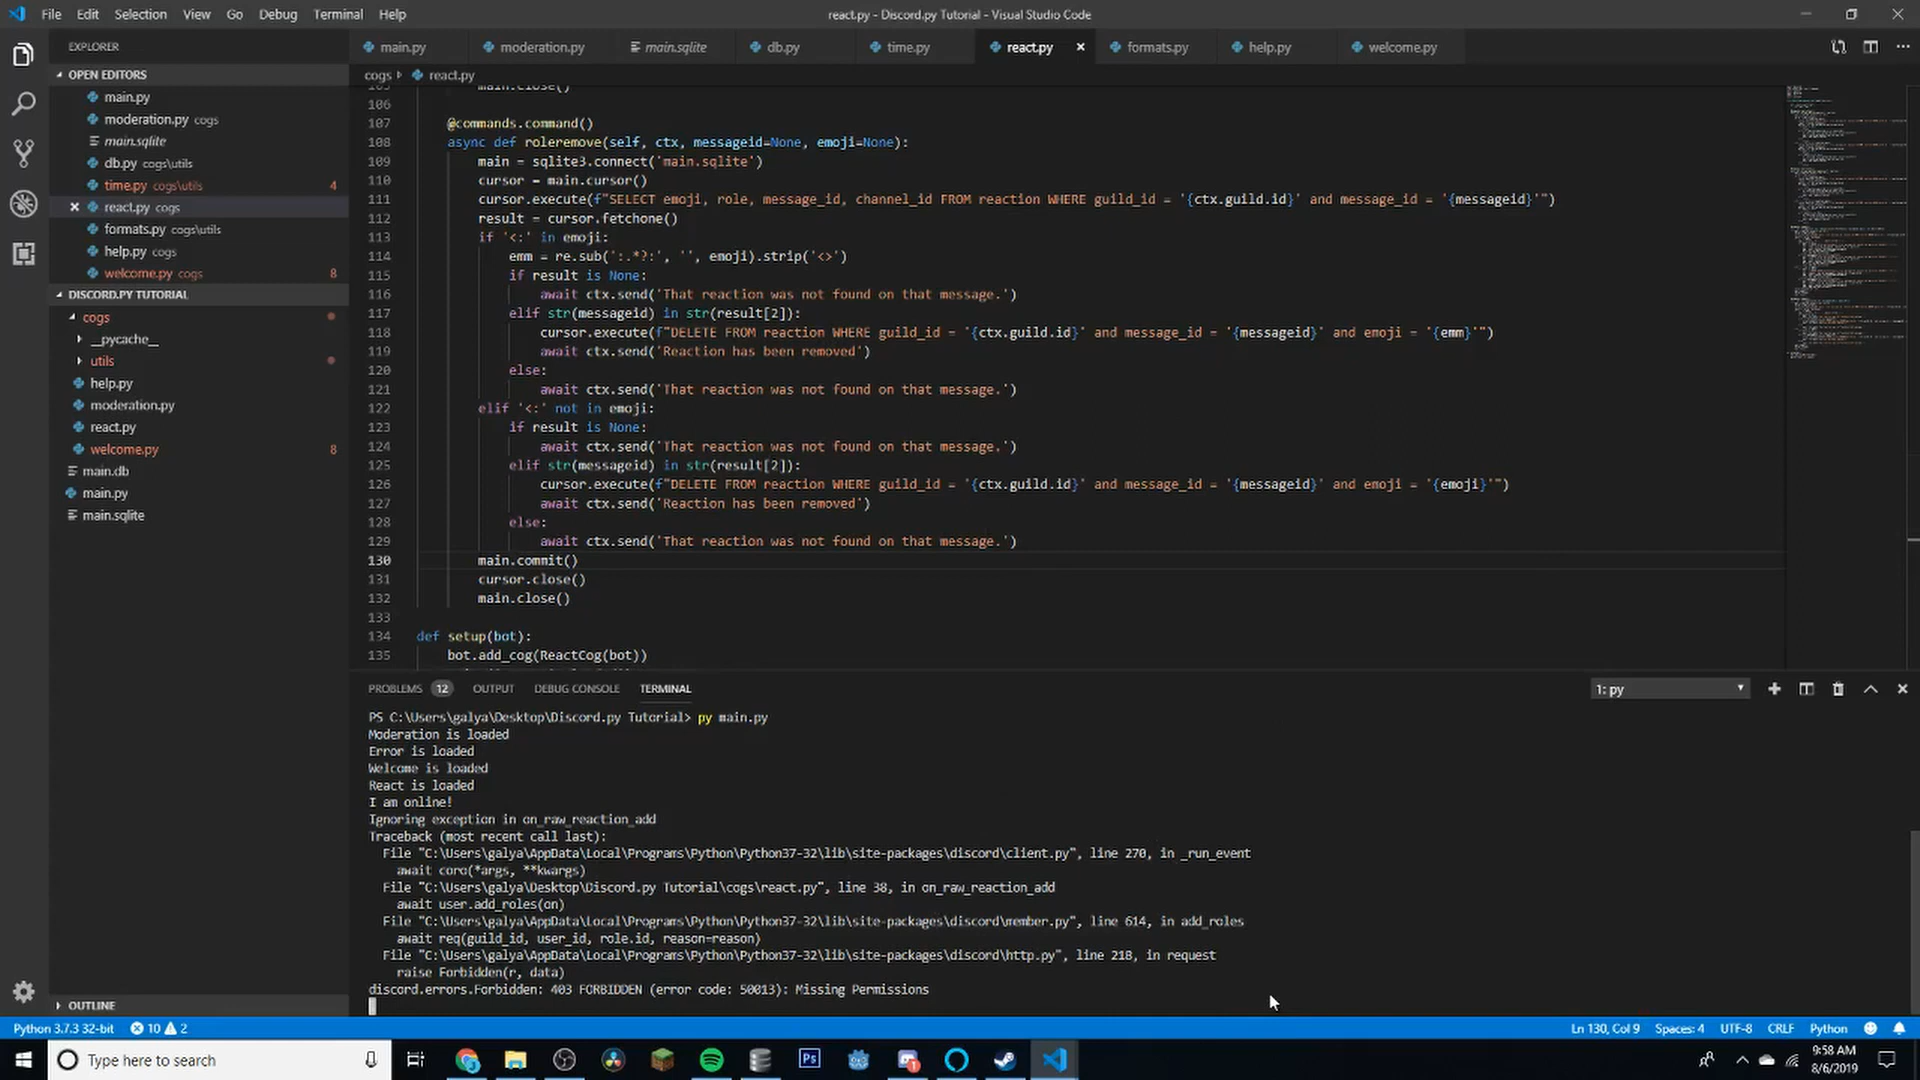 File Edit Selection View Go Debug Terminal Help
react.py - Discord.py Tutorial - Visual Studio Code
EXPLORER
OPEN EDITORS
main.py
moderation.py cogs
main.sqlite
db.py cogs\utils
time.py cogs\utils 4
react.py cogs
formats.py cogs\utils
help.py cogs
welcome.py cogs 8
DISCORD.PY TUTORIAL
cogs
__pycache__
utils
help.py
moderation.py
react.py
welcome.py 8
main.db
main.py
main.sqlite
OUTLINE
main.py moderation.py main.sqlite db.py time.py react.py formats.py help.py welcome.py
cogs react.py
105 main.close()
106
107 @commands.command()
108 async def roleremove(self, ctx, messageid=None, emoji=None):
109 main = sqlite3.connect('main.sqlite')
110 cursor = main.cursor()
111 cursor.execute(f"SELECT emoji, role, message_id, channel_id FROM reaction WHERE guild_id = '{ctx.guild.id}' and message_id = '{messageid}'")
112 result = cursor.fetchone()
113 if '<:' in emoji:
114 emm = re.sub(':.*?:', '', emoji).strip('<>')
115 if result is None:
116 await ctx.send('That reaction was not found on that message.')
117 elif str(messageid) in str(result[2]):
118 cursor.execute(f"DELETE FROM reaction WHERE guild_id = '{ctx.guild.id}' and message_id = '{messageid}' and emoji = '{emm}'")
119 await ctx.send('Reaction has been removed')
120 else:
121 await ctx.send('That reaction was not found on that message.')
122 elif '<:' not in emoji:
123 if result is None:
124 await ctx.send('That reaction was not found on that message.')
125 elif str(messageid) in str(result[2]):
126 cursor.execute(f"DELETE FROM reaction WHERE guild_id = '{ctx.guild.id}' and message_id = '{messageid}' and emoji = '{emoji}'")
127 await ctx.send('Reaction has been removed')
128 else:
129 await ctx.send('That reaction was not found on that message.')
130 main.commit()
131 cursor.close()
132 main.close()
133
134 def setup(bot):
135 bot.add_cog(ReactCog(bot))
PROBLEMS 12 OUTPUT DEBUG CONSOLE TERMINAL 1: py
PS C:\Users\galya\Desktop\Discord.py Tutorial> py main.py
Moderation is loaded
Error is loaded
Welcome is loaded
React is loaded
I am online!
Ignoring exception in on_raw_reaction_add
Traceback (most recent call last):
File "C:\Users\galya\AppData\Local\Programs\Python\Python37-32\lib\site-packages\discord\client.py", line 270, in _run_event
await coro(*args, **kwargs)
File "C:\Users\galya\Desktop\Discord.py Tutorial\cogs\react.py", line 38, in on_raw_reaction_add
await user.add_roles(on)
File "C:\Users\galya\AppData\Local\Programs\Python\Python37-32\lib\site-packages\discord\member.py", line 614, in add_roles
await req(guild_id, user_id, role.id, reason=reason)
File "C:\Users\galya\AppData\Local\Programs\Python\Python37-32\lib\site-packages\discord\http.py", line 218, in request
raise Forbidden(r, data)
discord.errors.Forbidden: 403 FORBIDDEN (error code: 50013): Missing Permissions
Python 3.7.3 32-bit 10 2 Ln 130, Col 9 Spaces: 4 UTF-8 CRLF Python
Type here to search
Ps
9:58 AM
8/6/2019